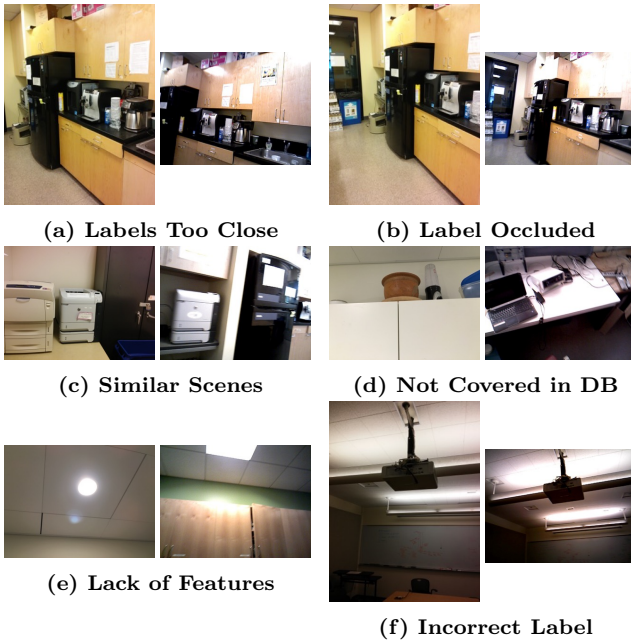 (a) Labels Too Close
(b) Label Occluded
(c) Similar Scenes
(d) Not Covered in DB
(e) Lack of Features
(f) Incorrect Label